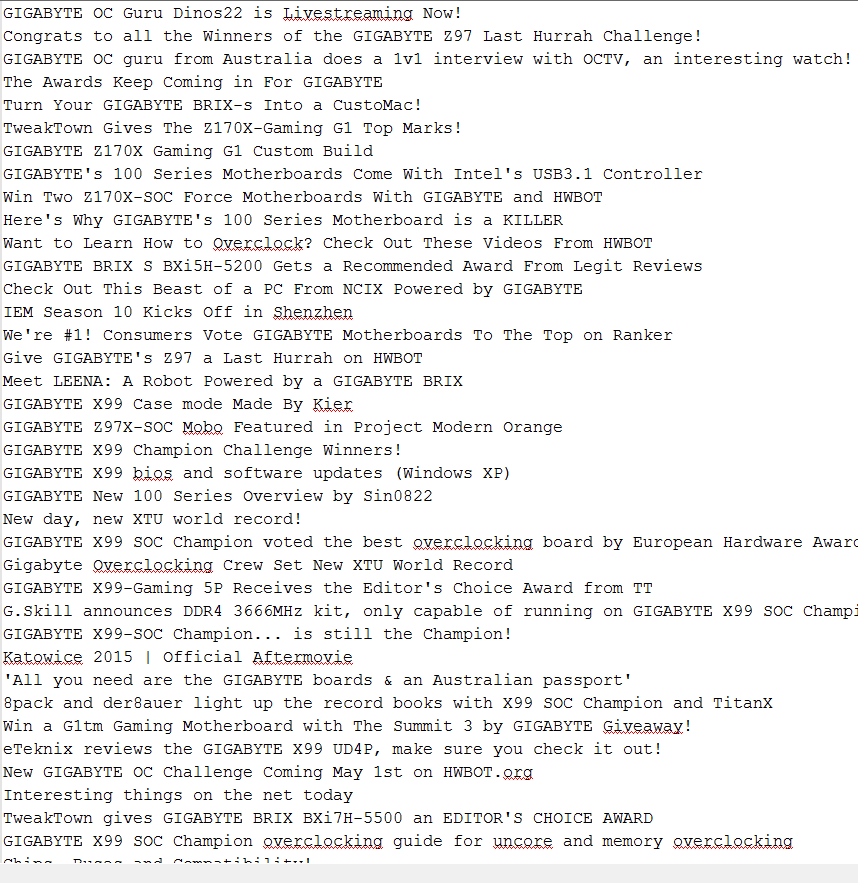 GIGABYTE OC Guru Dinos22 is Livestreaming Now!
Congrats to all the Winners of the GIGABYTE Z97 Last Hurrah Challenge!
GIGABYTE OC guru from Australia does a 1v1 interview with OCTV, an interesting watch!
The Awards Keep Coming in For GIGABYTE
Turn Your GIGABYTE BRIX-s Into a CustoMac!
TweakTown Gives The Z170X-Gaming G1 Top Marks!
GIGABYTE Z170X Gaming G1 Custom Build
GIGABYTE's 100 Series Motherboards Come With Intel's USB3.1 Controller
Win Two Z170X-SOC Force Motherboards With GIGABYTE and HWBOT
Here's Why GIGABYTE's 100 Series Motherboard is a KILLER
Want to Learn How to Overclock? Check Out These Videos From HWBOT
GIGABYTE BRIX S BXi5H-5200 Gets a Recommended Award From Legit Reviews
Check Out This Beast of a PC From NCIX Powered by GIGABYTE
IEM Season 10 Kicks Off in Shenzhen
We're #1! Consumers Vote GIGABYTE Motherboards To The Top on Ranker
Give GIGABYTE's Z97 a Last Hurrah on HWBOT
Meet LEENA: A Robot Powered by a GIGABYTE BRIX
GIGABYTE X99 Case mode Made By Kier
GIGABYTE Z97X-SOC Mobo Featured in Project Modern Orange
GIGABYTE X99 Champion Challenge Winners!
GIGABYTE X99 bios and software updates (Windows XP)
GIGABYTE New 100 Series Overview by Sin0822
New day, new XTU world record!
GIGABYTE X99 SOC Champion voted the best overclocking board by European Hardware Awar
Gigabyte Overclocking Crew Set New XTU World Record
GIGABYTE X99-Gaming 5P Receives the Editor's Choice Award from TT
G.Skill announces DDR4 3666MHz kit, only capable of running on GIGABYTE X99 SOC Champi
GIGABYTE X99-SOC Champion... is still the Champion!
Katowice 2015 | Official Aftermovie
'All you need are the GIGABYTE boards & an Australian passport'
8pack and der8auer light up the record books with X99 SOC Champion and TitanX
Win a G1tm Gaming Motherboard with The Summit 3 by GIGABYTE Giveaway!
eTeknix reviews the GIGABYTE X99 UD4P, make sure you check it out!
New GIGABYTE OC Challenge Coming May 1st on HWBOT.org
Interesting things on the net today
TweakTown gives GIGABYTE BRIX BXi7H-5500 an EDITOR'S CHOICE AWARD
GIGABYTE X99 SOC Champion overclocking guide for uncore and memory overclocking
and Compatibility!